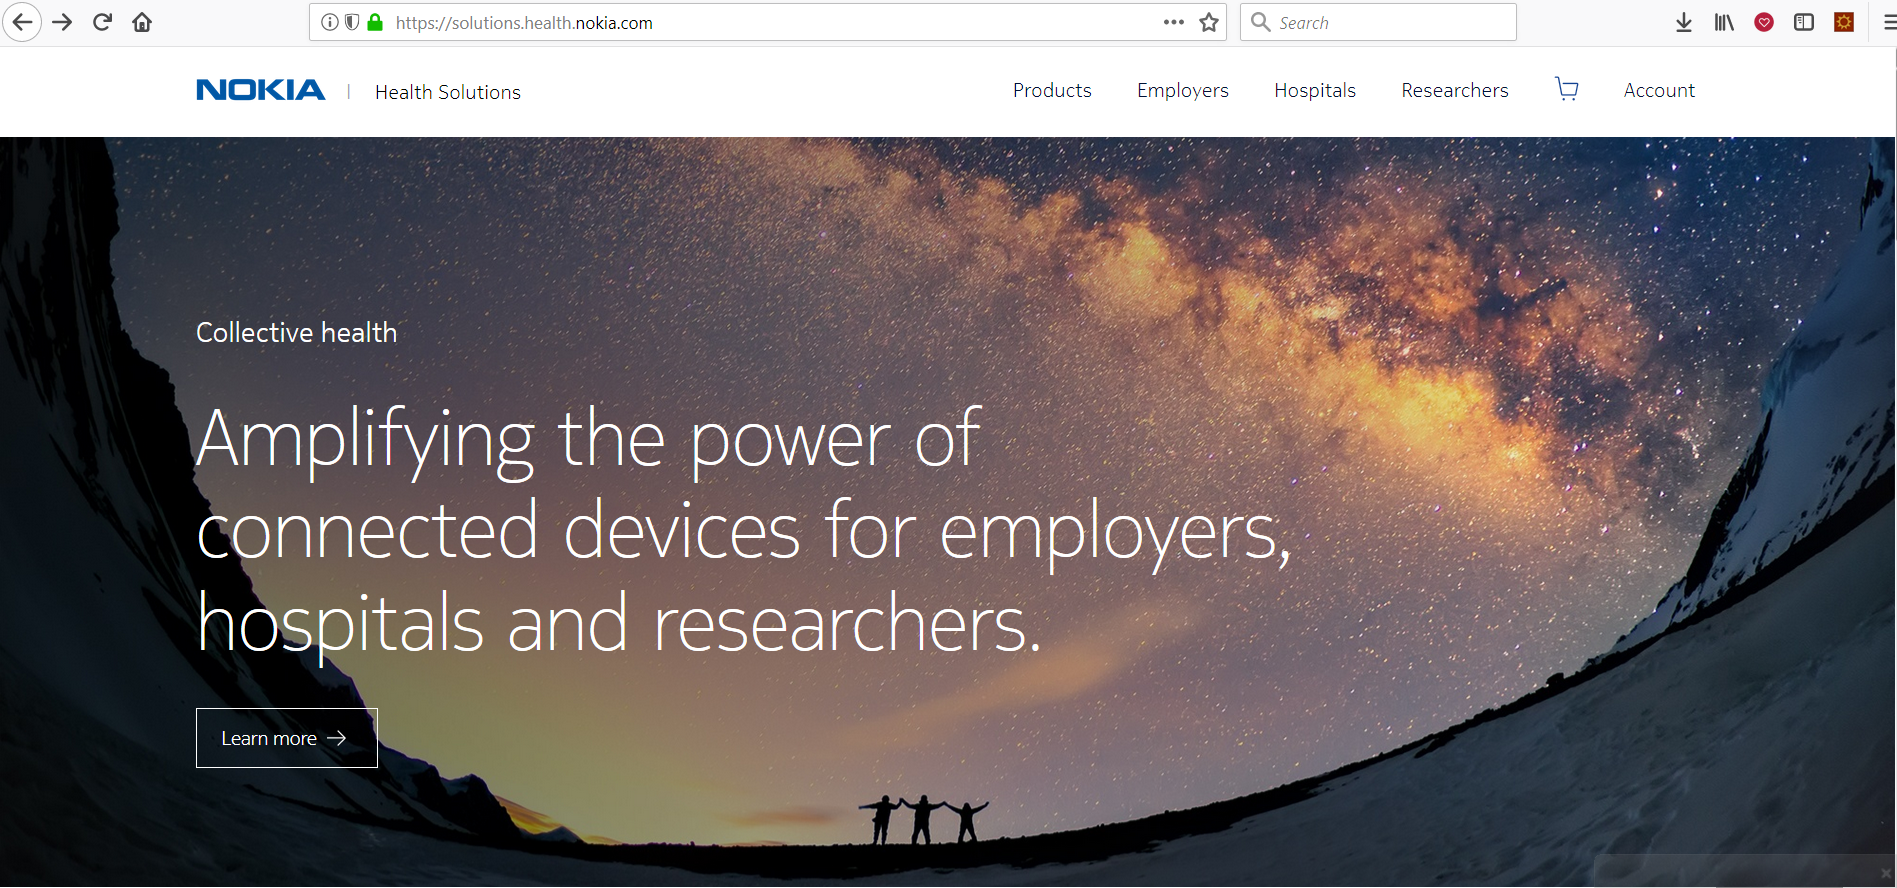 https://solutions.health.nokia.com
Search
NOKIA | Health Solutions
Products Employers Hospitals Researchers Account
Collective health
Amplifying the power of
connected devices for employers,
hospitals and researchers.
Learn more →